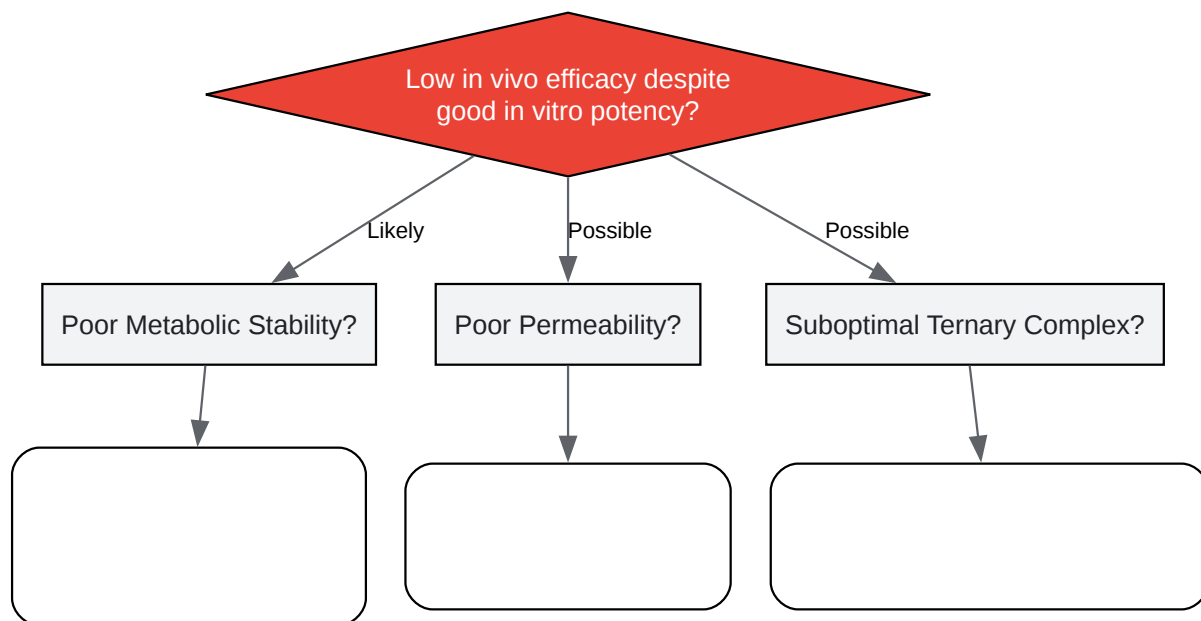 Low in vivo efficacy despite
good in vitro potency?
Likely
Possible
Possible
Poor Metabolic Stability?
Poor Permeability?
Suboptimal Ternary Complex?